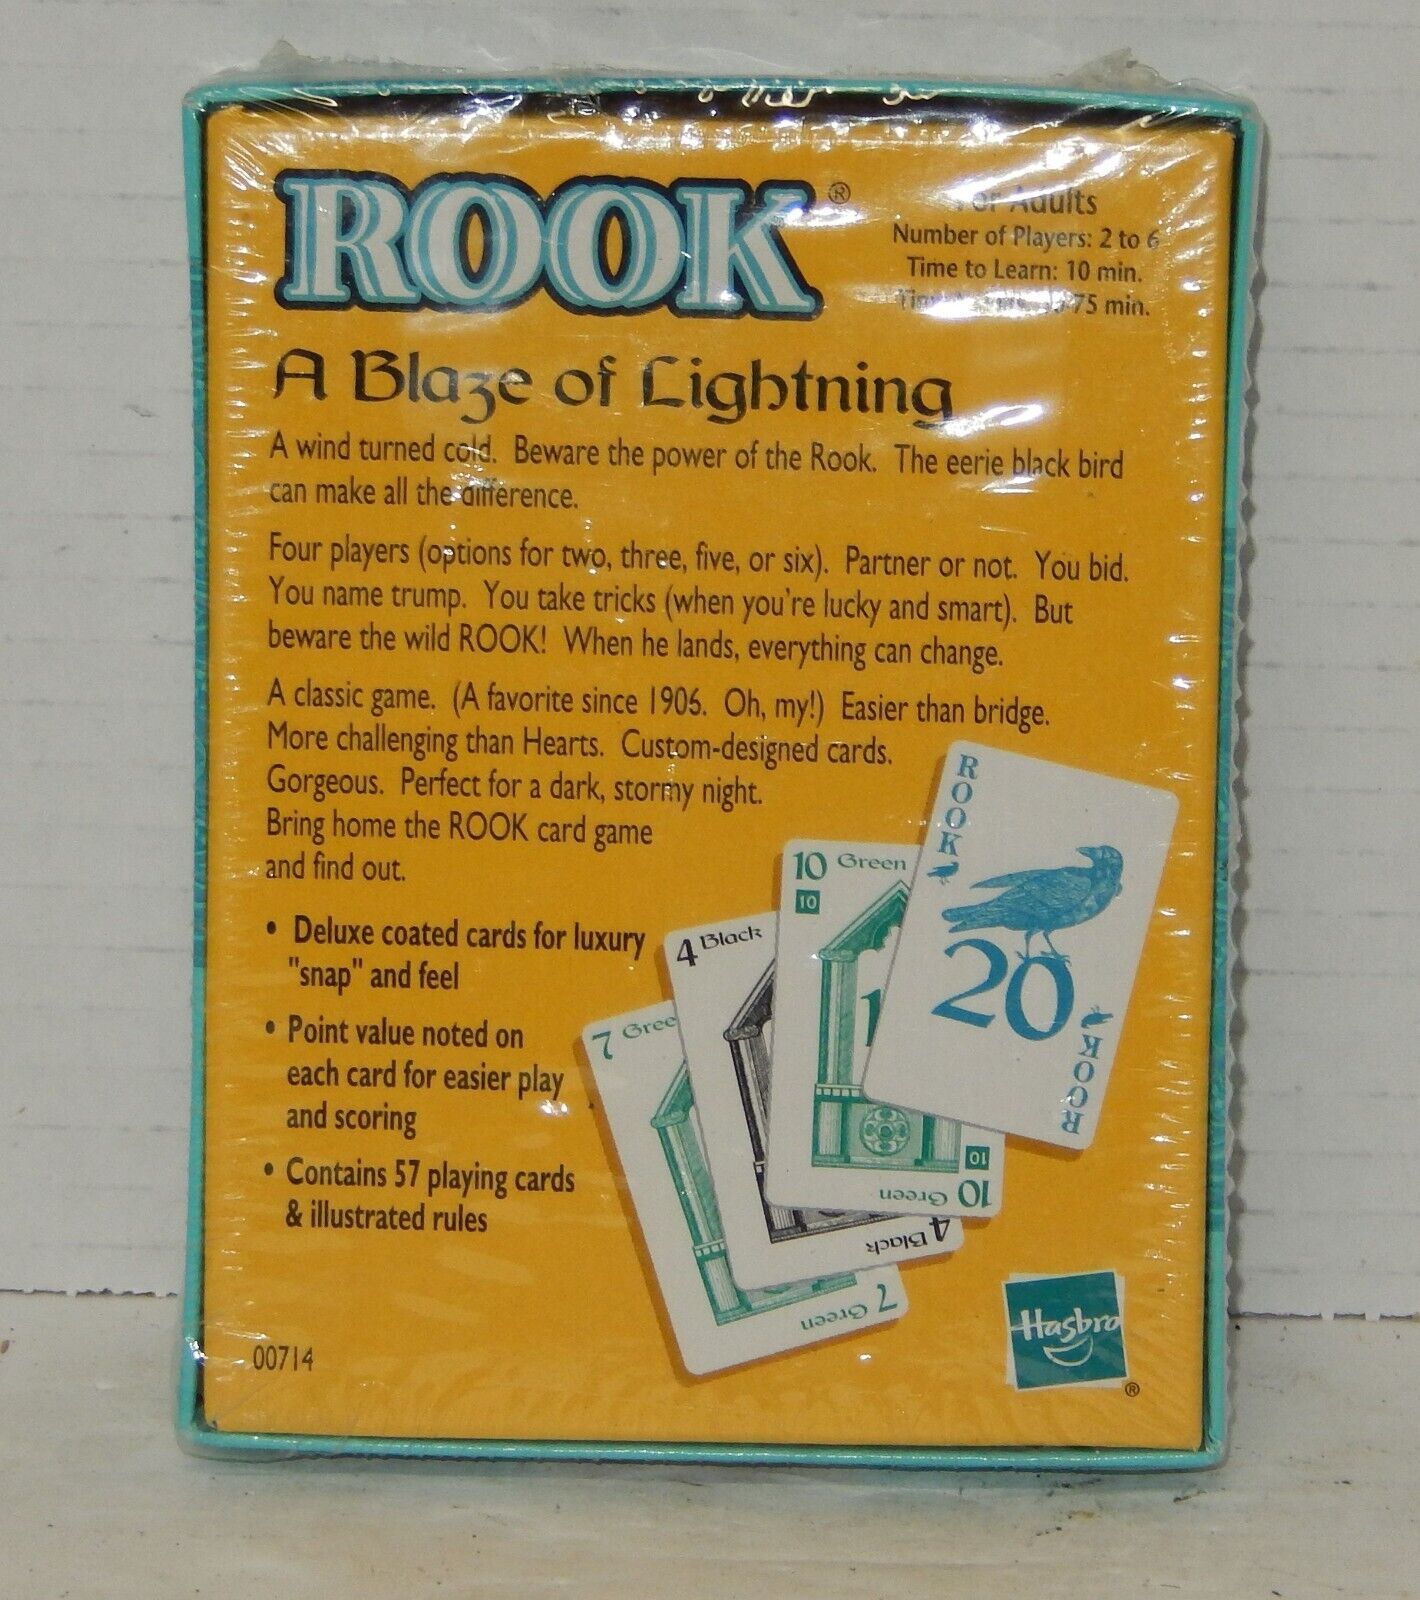 ROOK®
For Adults
Number of Players: 2 to 6
Time to Learn: 10 min.
75 min.
A Blaze of Lightning
A wind turned cold. Beware the power of the Rook. The eerie black bird
can make all the difference.
Four players (options for two, three, five, or six). Partner or not. You bid.
You name trump. You take tricks (when you're lucky and smart). But
beware the wild ROOK! When he lands, everything can change.
A classic game. (A favorite since 1906. Oh, my!) Easier than bridge.
More challenging than Hearts. Custom-designed cards.
Gorgeous. Perfect for a dark, stormy night.
Bring home the ROOK card game
and find out.
• Deluxe coated cards for luxury
"snap" and feel
• Point value noted on
each card for easier play
and scoring
• Contains 57 playing cards
& illustrated rules
7 Gree
7 Green
4 Black
4 Black
10 Green
10
10
10 Green
ROOK
20
ROOK
00714
Hasbro
®